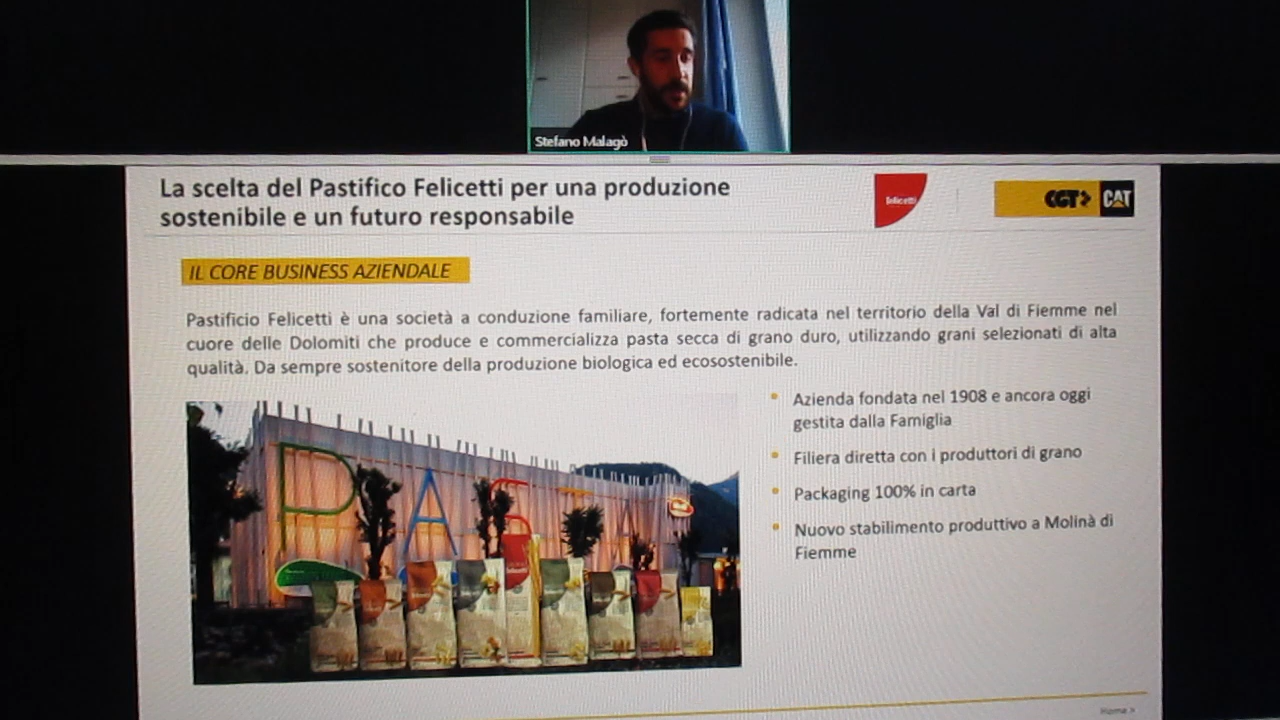 Stefano Malagò
La scelta del Pastifico Felicetti per una produzione
sostenibile e un futuro responsabile
felicetti
CGT
CAT
IL CORE BUSINESS AZIENDALE
Pastificio Felicetti è una società a conduzione familiare, fortemente radicata nel territorio della Val di Fiemme nel
cuore delle Dolomiti che produce e commercializza pasta secca di grano duro, utilizzando grani selezionati di alta
qualità. Da sempre sostenitore della produzione biologica ed ecosostenibile.
Azienda fondata nel 1908 e ancora oggi
gestita dalla Famiglia
Filiera diretta con i produttori di grano
Packaging 100% in carta
Nuovo stabilimento produttivo a Molinà di
Fiemme
PASTA
Home >